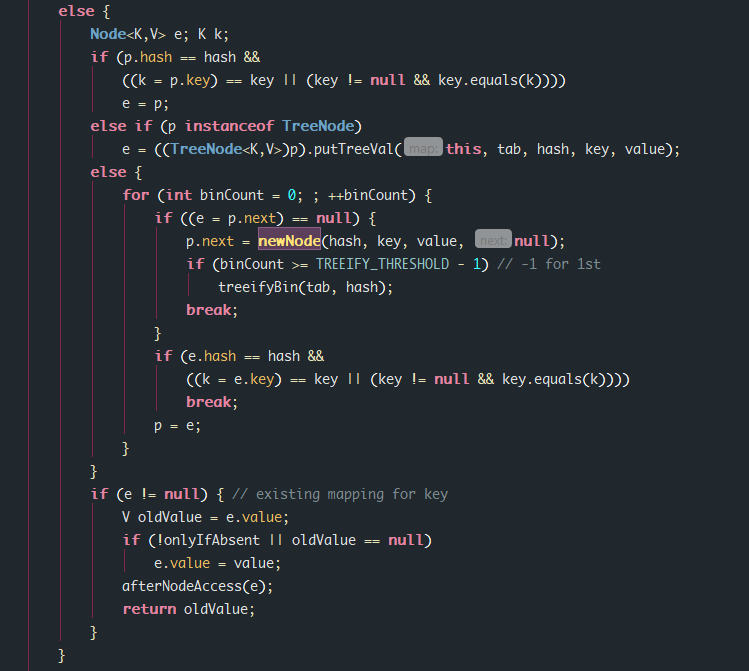 else {
Node<K,V> e; K k;
if (p.hash == hash &&
((k = p.key) == key || (key != null && key.equals(k))))
e = p;
else if (p instanceof TreeNode)
e = ((TreeNode<K,V>)p).putTreeVal( map: this, tab, hash, key, value);
else {
for (int binCount = 0; ; ++binCount) {
if ((e = p.next) == null) {
p.next = newNode(hash, key, value, next: null);
if (binCount >= TREEIFY_THRESHOLD - 1) // -1 for 1st
treeifyBin(tab, hash);
break;
}
if (e.hash == hash &&
((k = e.key) == key || (key != null && key.equals(k))))
break;
p = e;
}
}
if (e != null) { // existing mapping for key
V oldValue = e.value;
if (!onlyIfAbsent || oldValue == null)
e.value = value;
afterNodeAccess(e);
return oldValue;
}
}